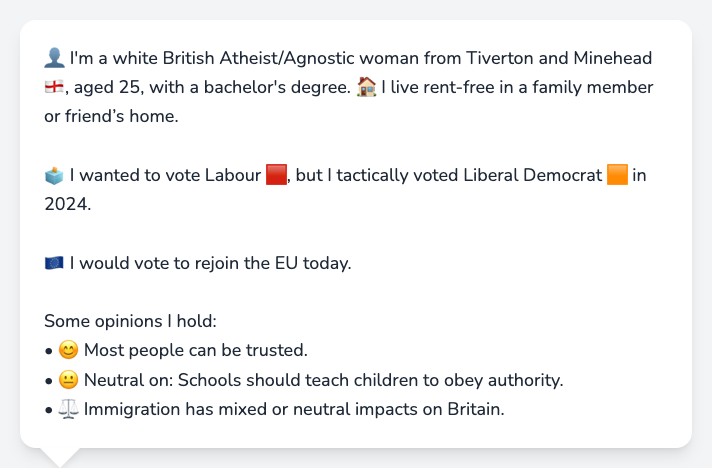 👤 I'm a white British Atheist/Agnostic woman from Tiverton and Minehead
🏴󠁧󠁢󠁥󠁮󠁧󠁿, aged 25, with a bachelor's degree. 🏠 I live rent-free in a family member
or friend’s home.
🗳️ I wanted to vote Labour 🟥, but I tactically voted Liberal Democrat 🟧 in
2024.
🇪🇺 I would vote to rejoin the EU today.
Some opinions I hold:
• 😊 Most people can be trusted.
• 😐 Neutral on: Schools should teach children to obey authority.
• ⚖️ Immigration has mixed or neutral impacts on Britain.